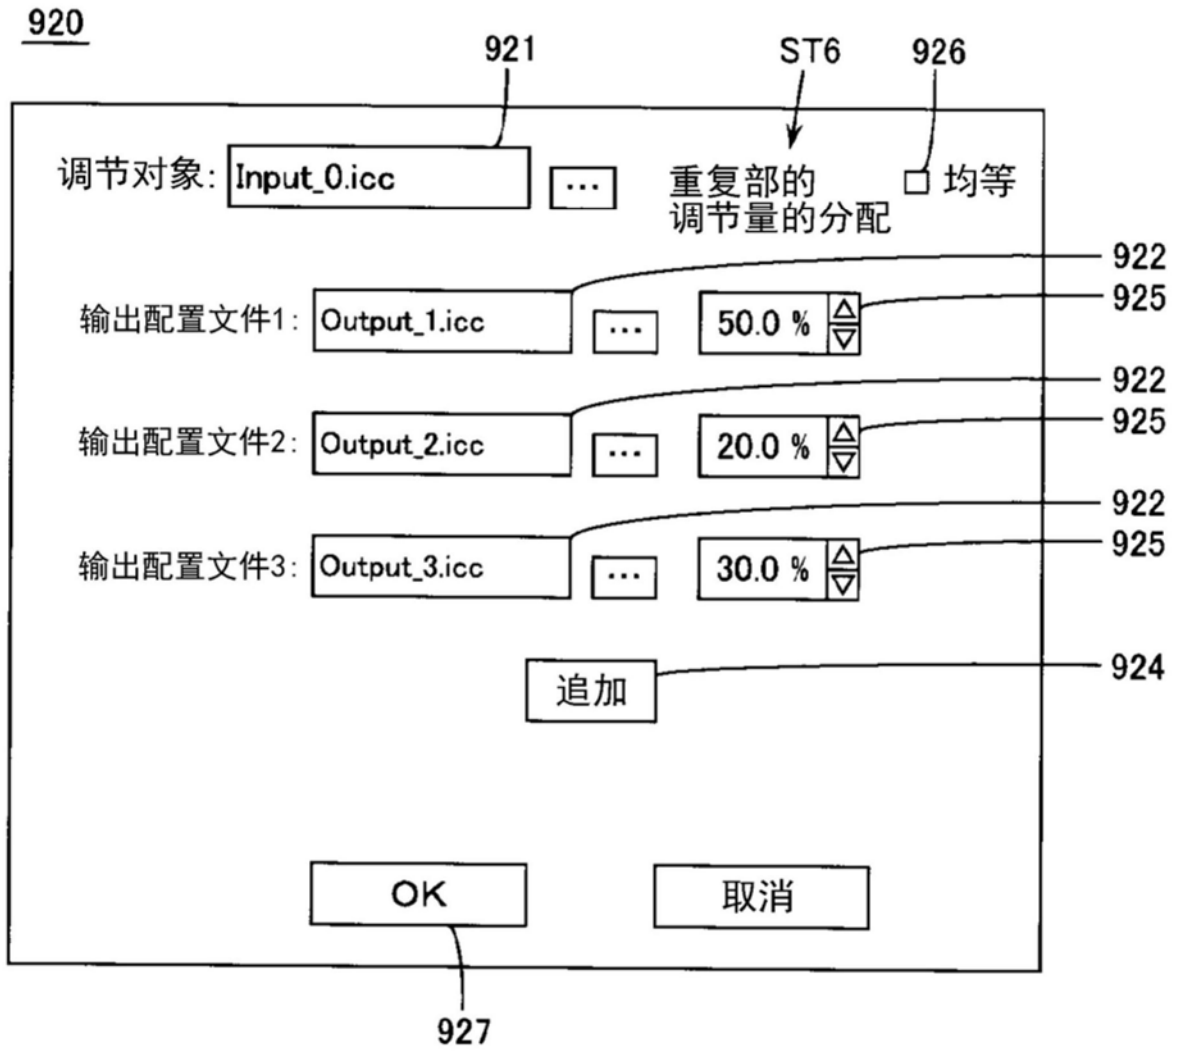 920
921
ST6
926
调节对象: Input_0.icc ... 重复部的 □ 均等
调节量的分配
922
输出配置文件1: Output_1.icc ... 50.0 % △ 925
▽
922
输出配置文件2: Output_2.icc ... 20.0 % △ 925
▽
922
输出配置文件3: Output_3.icc ... 30.0 % △ 925
▽
追加 924
OK 取消
927